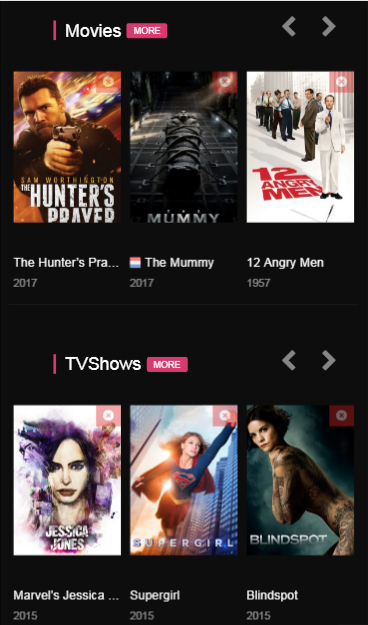 Movies MORE
SAM WORTHINGTON
THE HUNTER'S
PRAYER
MUMMY
12
ANGRY
MEN
The Hunter's Pra... The Mummy 12 Angry Men
2017 2017 1957
TVShows MORE
JESSICA
JONES
SUPERGIRL
BLINDSPOT
Marvel's Jessica ... Supergirl Blindspot
2015 2015 2015